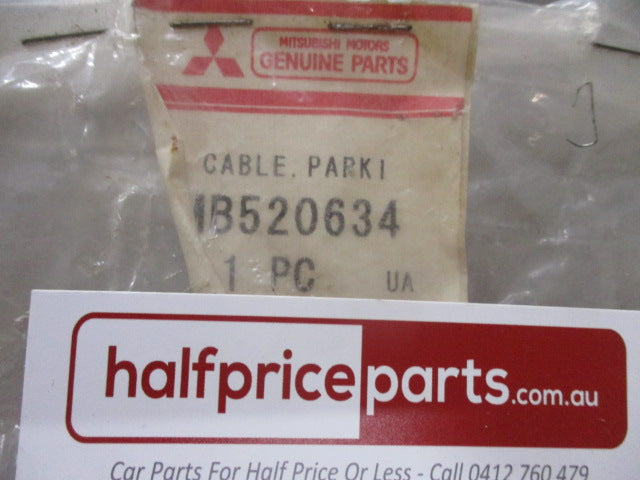 MITSUBISHI MOTORS
GENUINE PARTS
CABLE. PARKI
MB520634
1 PC UA
halfpriceparts.com.au
Car Parts For Half Price Or Less - Call 0412 760 479